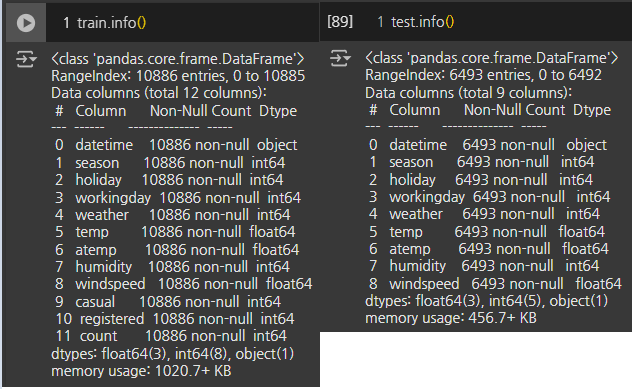 1 train.info()
<class 'pandas.core.frame.DataFrame'>
RangeIndex: 10886 entries, 0 to 10885
Data columns (total 12 columns):
# Column Non-Null Count Dtype
--- ------ -------------- -----
0 datetime 10886 non-null object
1 season 10886 non-null int64
2 holiday 10886 non-null int64
3 workingday 10886 non-null int64
4 weather 10886 non-null int64
5 temp 10886 non-null float64
6 atemp 10886 non-null float64
7 humidity 10886 non-null int64
8 windspeed 10886 non-null float64
9 casual 10886 non-null int64
10 registered 10886 non-null int64
11 count 10886 non-null int64
dtypes: float64(3), int64(8), object(1)
memory usage: 1020.7+ KB
[89] 1 test.info()
<class 'pandas.core.frame.DataFrame'>
RangeIndex: 6493 entries, 0 to 6492
Data columns (total 9 columns):
# Column Non-Null Count Dtype
--- ------ -------------- -----
0 datetime 6493 non-null object
1 season 6493 non-null int64
2 holiday 6493 non-null int64
3 workingday 6493 non-null int64
4 weather 6493 non-null int64
5 temp 6493 non-null float64
6 atemp 6493 non-null float64
7 humidity 6493 non-null int64
8 windspeed 6493 non-null float64
dtypes: float64(3), int64(5), object(1)
memory usage: 456.7+ KB